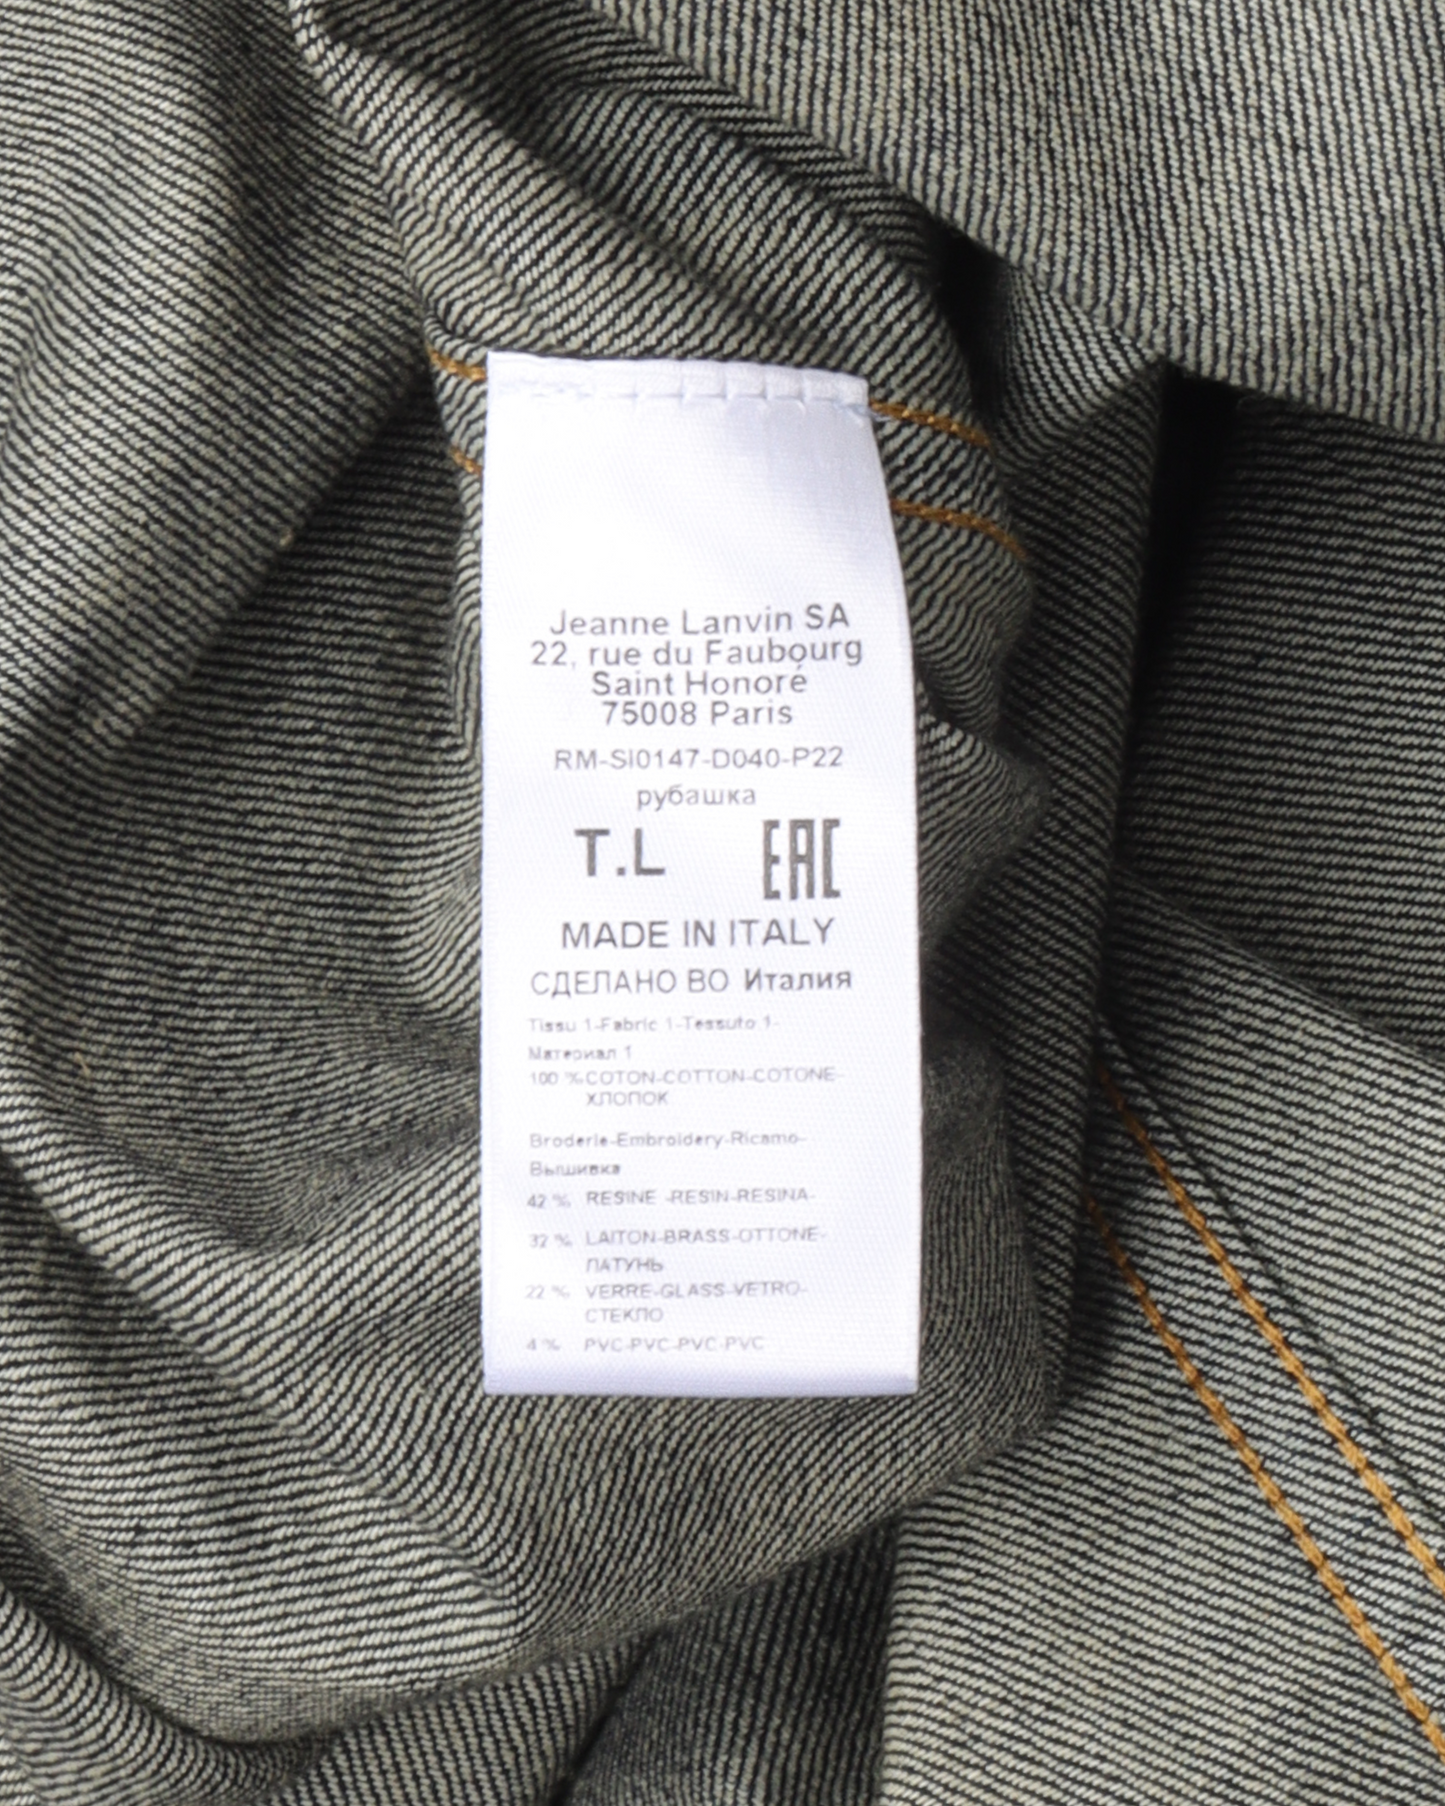 Jeanne Lanvin SA
22, rue du Faubourg
Saint Honoré
75008 Paris
RM-SI0147-D040-P22
рубашка
T.L EAC
MADE IN ITALY
СДЕЛАНО ВО Италия
Tissu 1-Fabric 1-Tessuto 1-
Материал 1
100 % COTON-COTTON-COTONE-
ХЛОПОК
Broderie-Embroidery-Ricamo-
Вышивка
42 % RESINE -RESIN-RESINA-
32 % LAITON-BRASS-OTTONE-
ЛАТУНЬ
22 % VERRE-GLASS-VETRO-
СТЕКЛО
4 % PVC-PVC-PVC-PVC